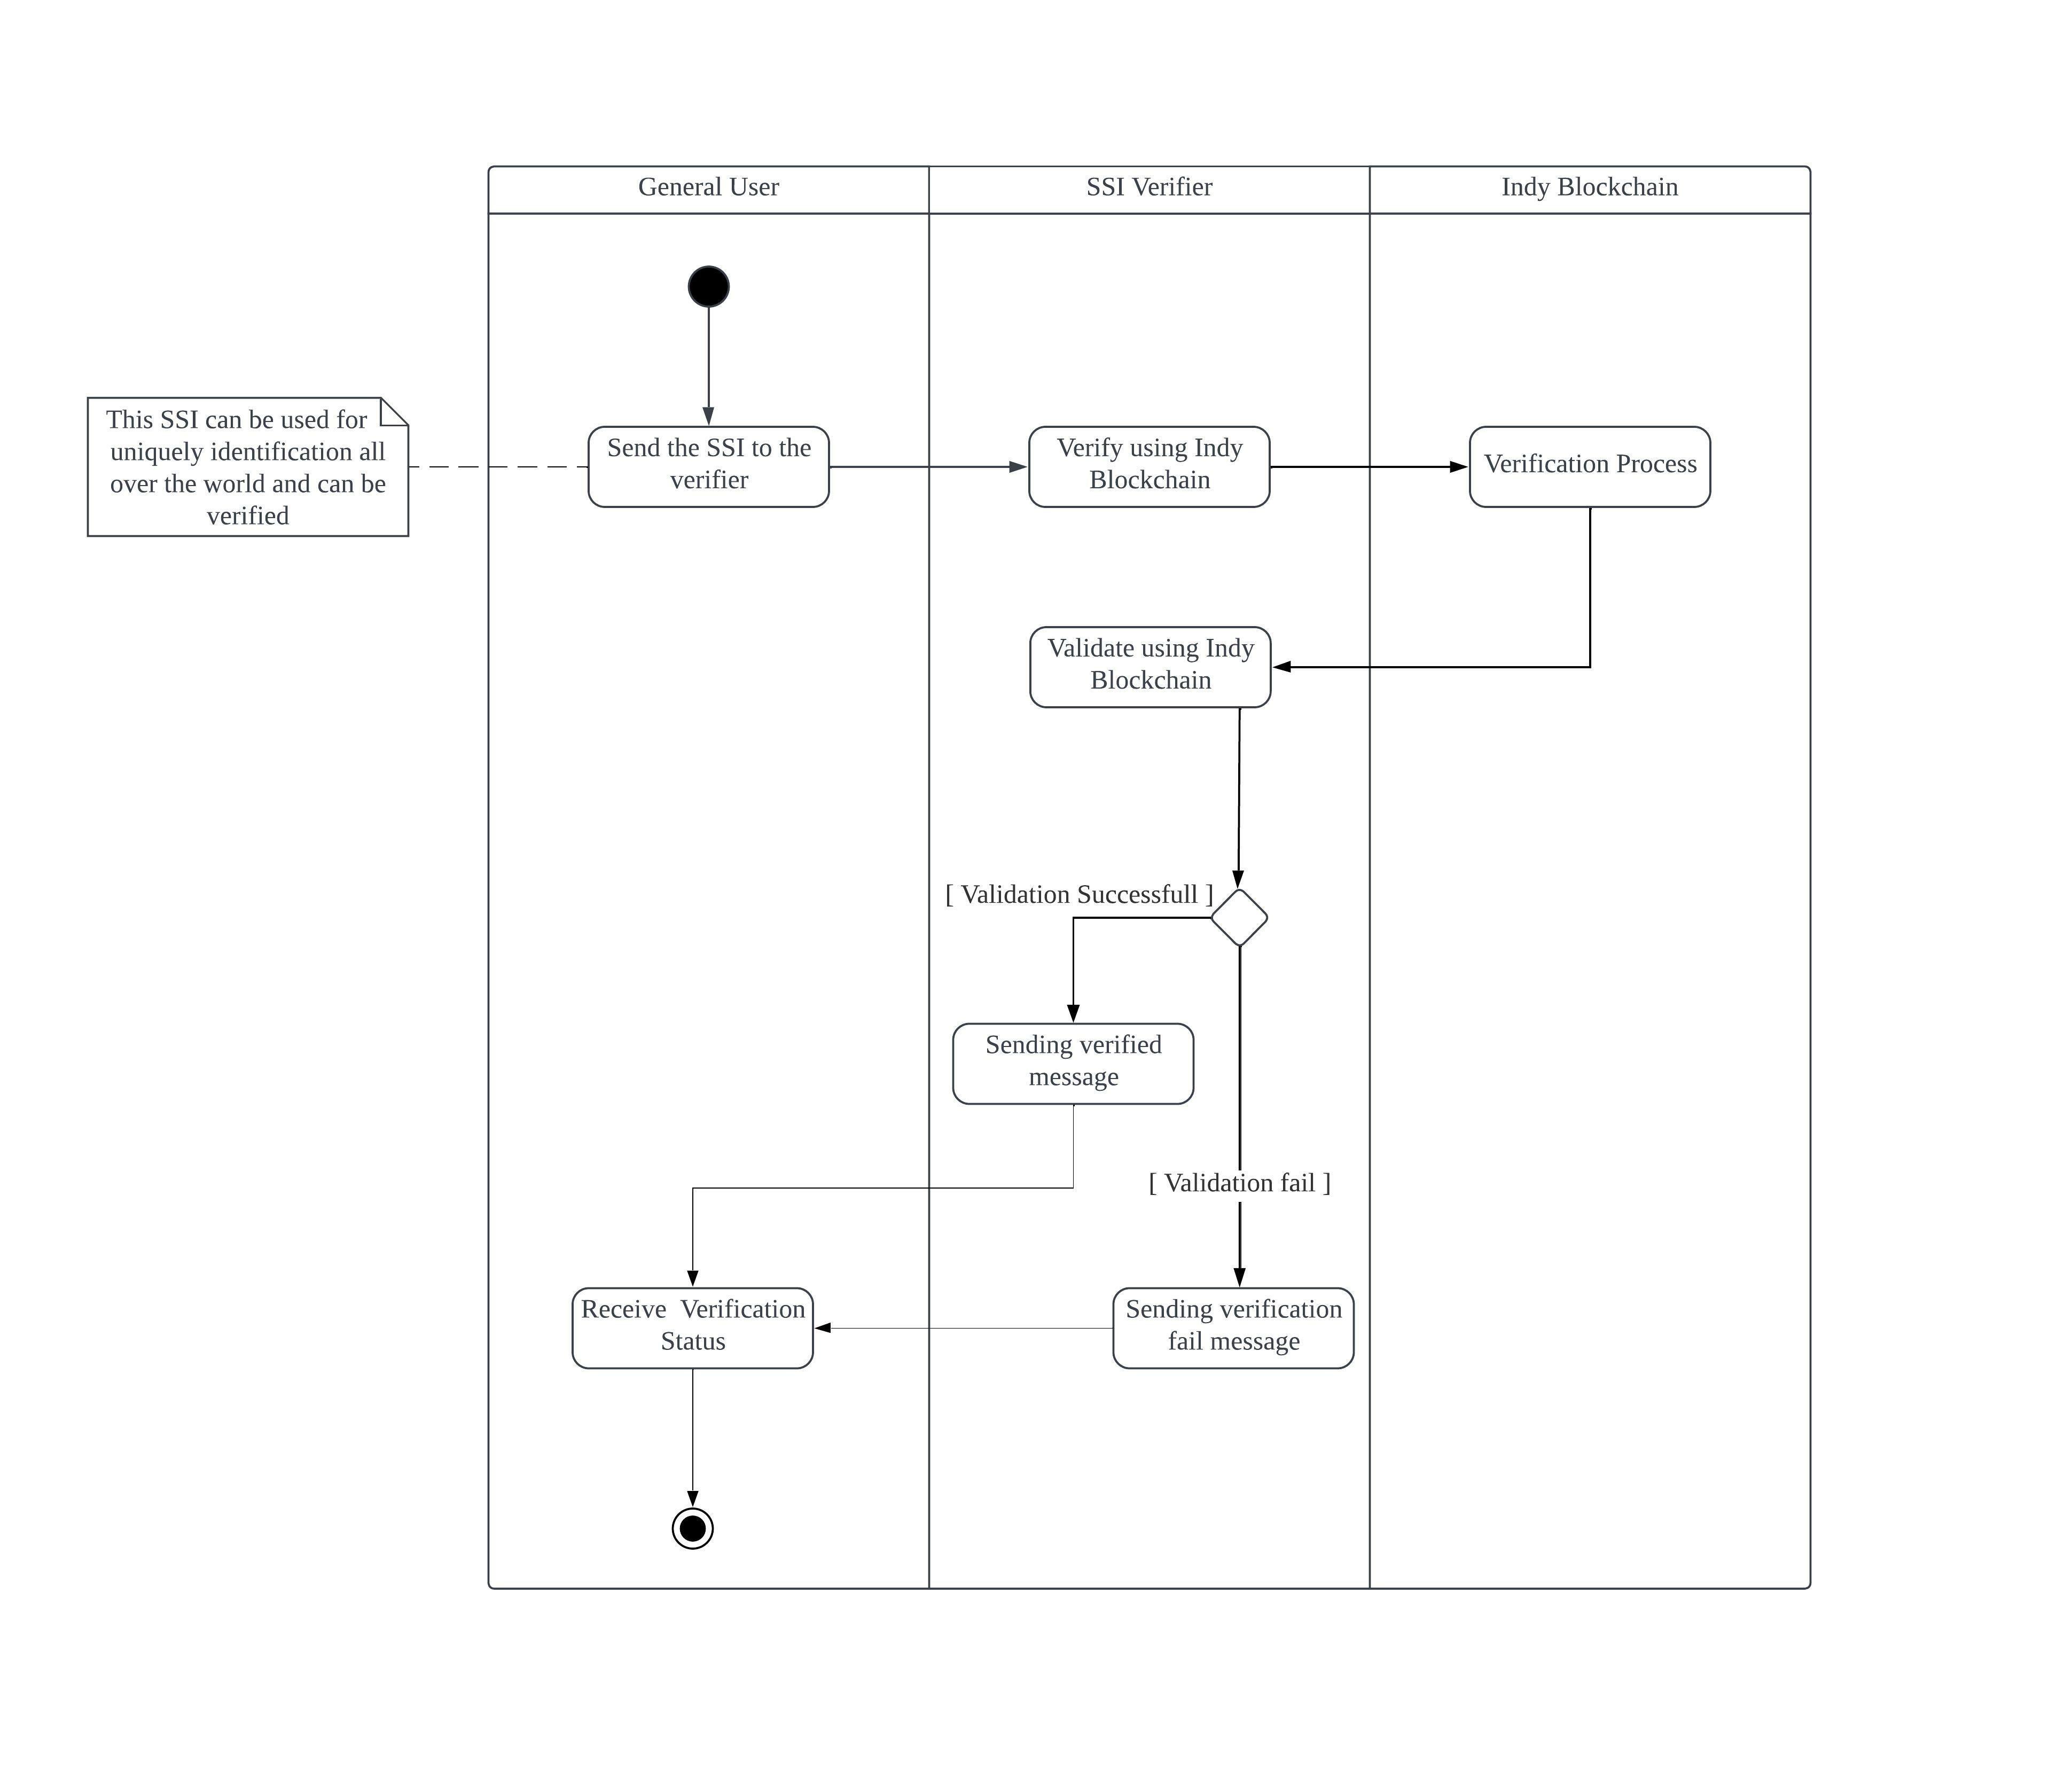 General User
SSI Verifier
Indy Blockchain
This SSI can be used for
uniquely identification all
over the world and can be
verified
Send the SSI to the
verifier
Verify using Indy
Blockchain
Verification Process
Validate using Indy
Blockchain
[ Validation Successfull ]
Sending verified
message
[ Validation fail ]
Receive  Verification
Status
Sending verification
fail message